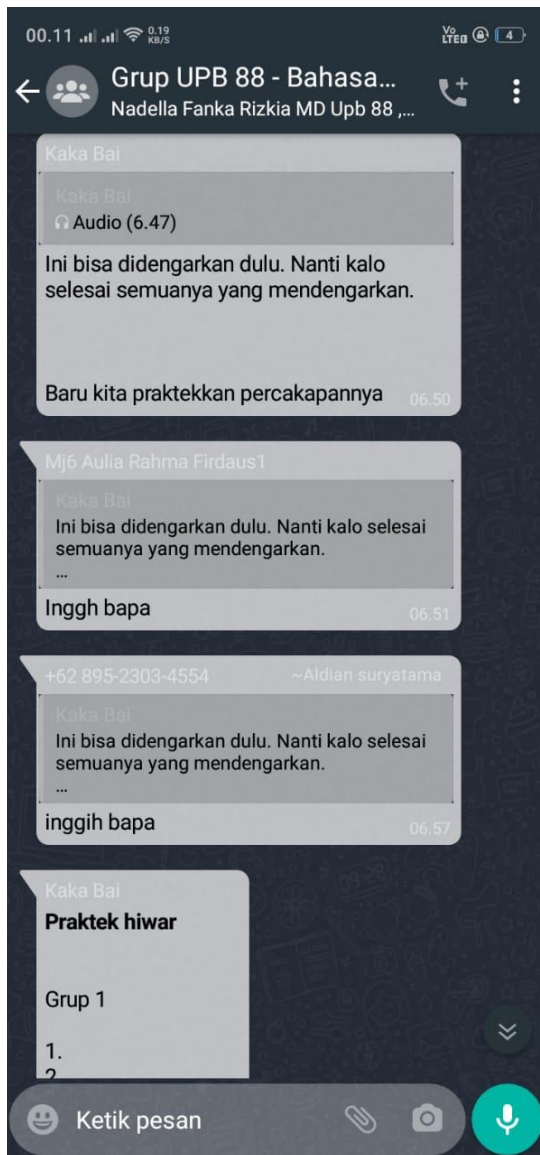 00.11 0.19 KB/S Vo LTE 4
Grup UPB 88 - Bahasa...
Nadella Fanka Rizkia MD Upb 88 ,...
Kaka Bai
Kaka Bai
Audio (6.47)
Ini bisa didengarkan dulu. Nanti kalo
selesai semuanya yang mendengarkan.
Baru kita praktekkan percakapannya 06.50
Mj6 Aulia Rahma Firdaus1
Kaka Bai
Ini bisa didengarkan dulu. Nanti kalo selesai
semuanya yang mendengarkan.
...
Inggh bapa 06.51
+62 895-2303-4554 ~Aldian suryatama
Kaka Bai
Ini bisa didengarkan dulu. Nanti kalo selesai
semuanya yang mendengarkan.
...
inggih bapa 06.57
Kaka Bai
Praktek hiwar
Grup 1
1.
2
Ketik pesan